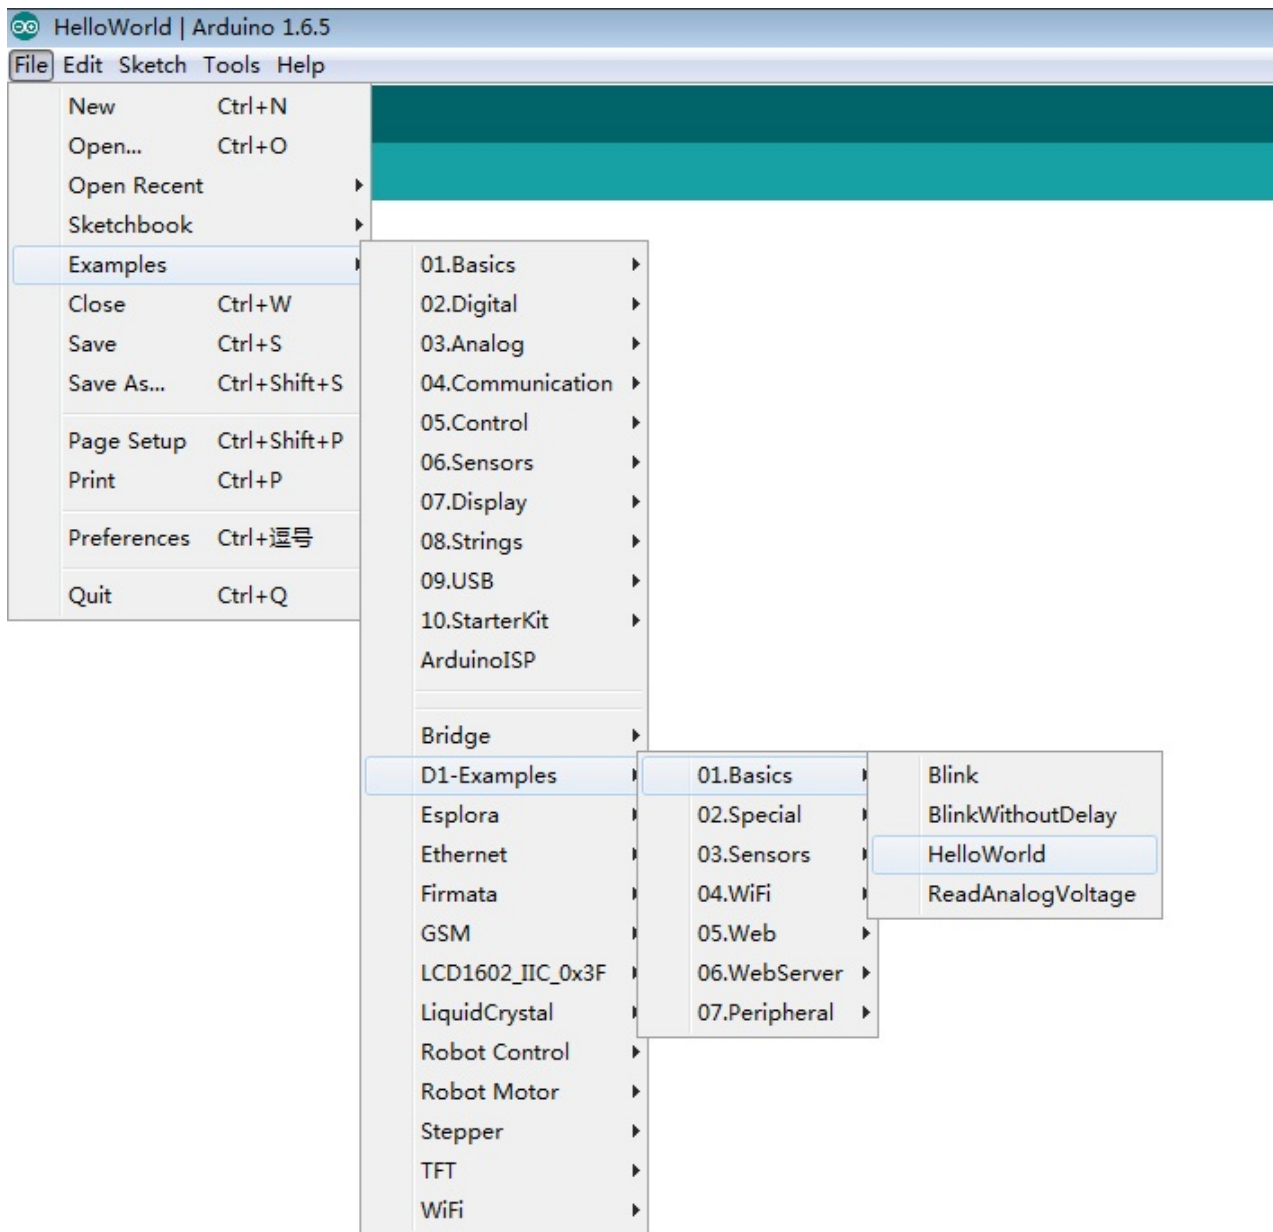 HelloWorld | Arduino 1.6.5
File Edit Sketch Tools Help
New Ctrl+N
Open... Ctrl+O
Open Recent
Sketchbook
Examples
Close Ctrl+W
Save Ctrl+S
Save As... Ctrl+Shift+S
Page Setup Ctrl+Shift+P
Print Ctrl+P
Preferences Ctrl+逗号
Quit Ctrl+Q
01.Basics
02.Digital
03.Analog
04.Communication
05.Control
06.Sensors
07.Display
08.Strings
09.USB
10.StarterKit
ArduinoISP
Bridge
D1-Examples
Esplora
Ethernet
Firmata
GSM
LCD1602_IIC_0x3F
LiquidCrystal
Robot Control
Robot Motor
Stepper
TFT
WiFi
01.Basics
02.Special
03.Sensors
04.WiFi
05.Web
06.WebServer
07.Peripheral
Blink
BlinkWithoutDelay
HelloWorld
ReadAnalogVoltage